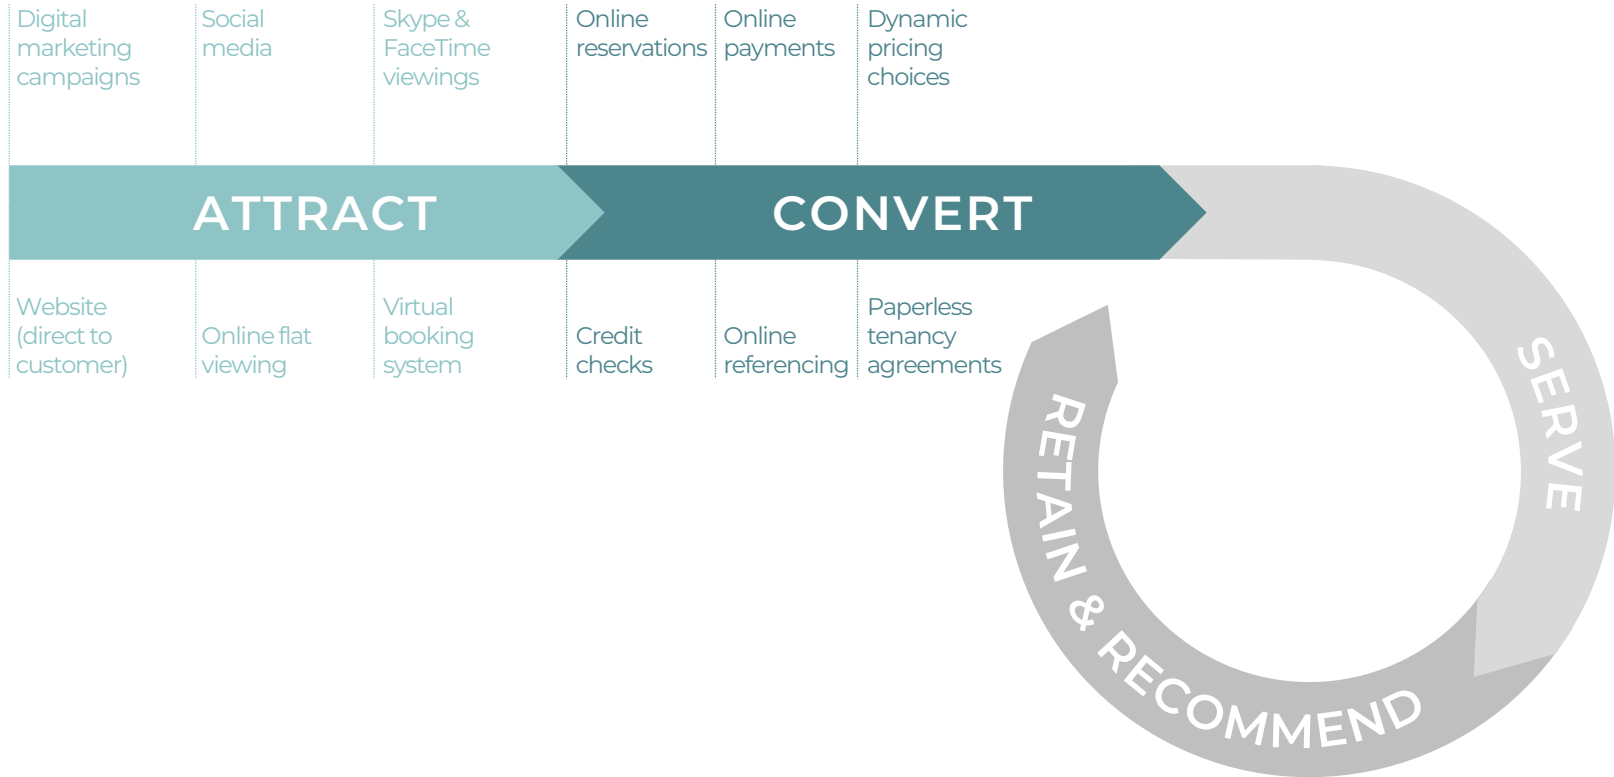 Digital
marketing
campaigns
Social
media
Skype &
FaceTime
viewings
Online
reservations
Online
payments
Dynamic
pricing
choices
ATTRACT
CONVERT
Website
(direct to
customer)
Online flat
viewing
Virtual
booking
system
Credit
checks
Online
referencing
Paperless
tenancy
agreements
SERVE
RETAIN & RECOMMEND